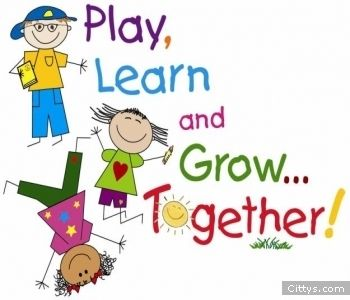 Play,
Learn
and
Grow...
Together!
Cittys.com